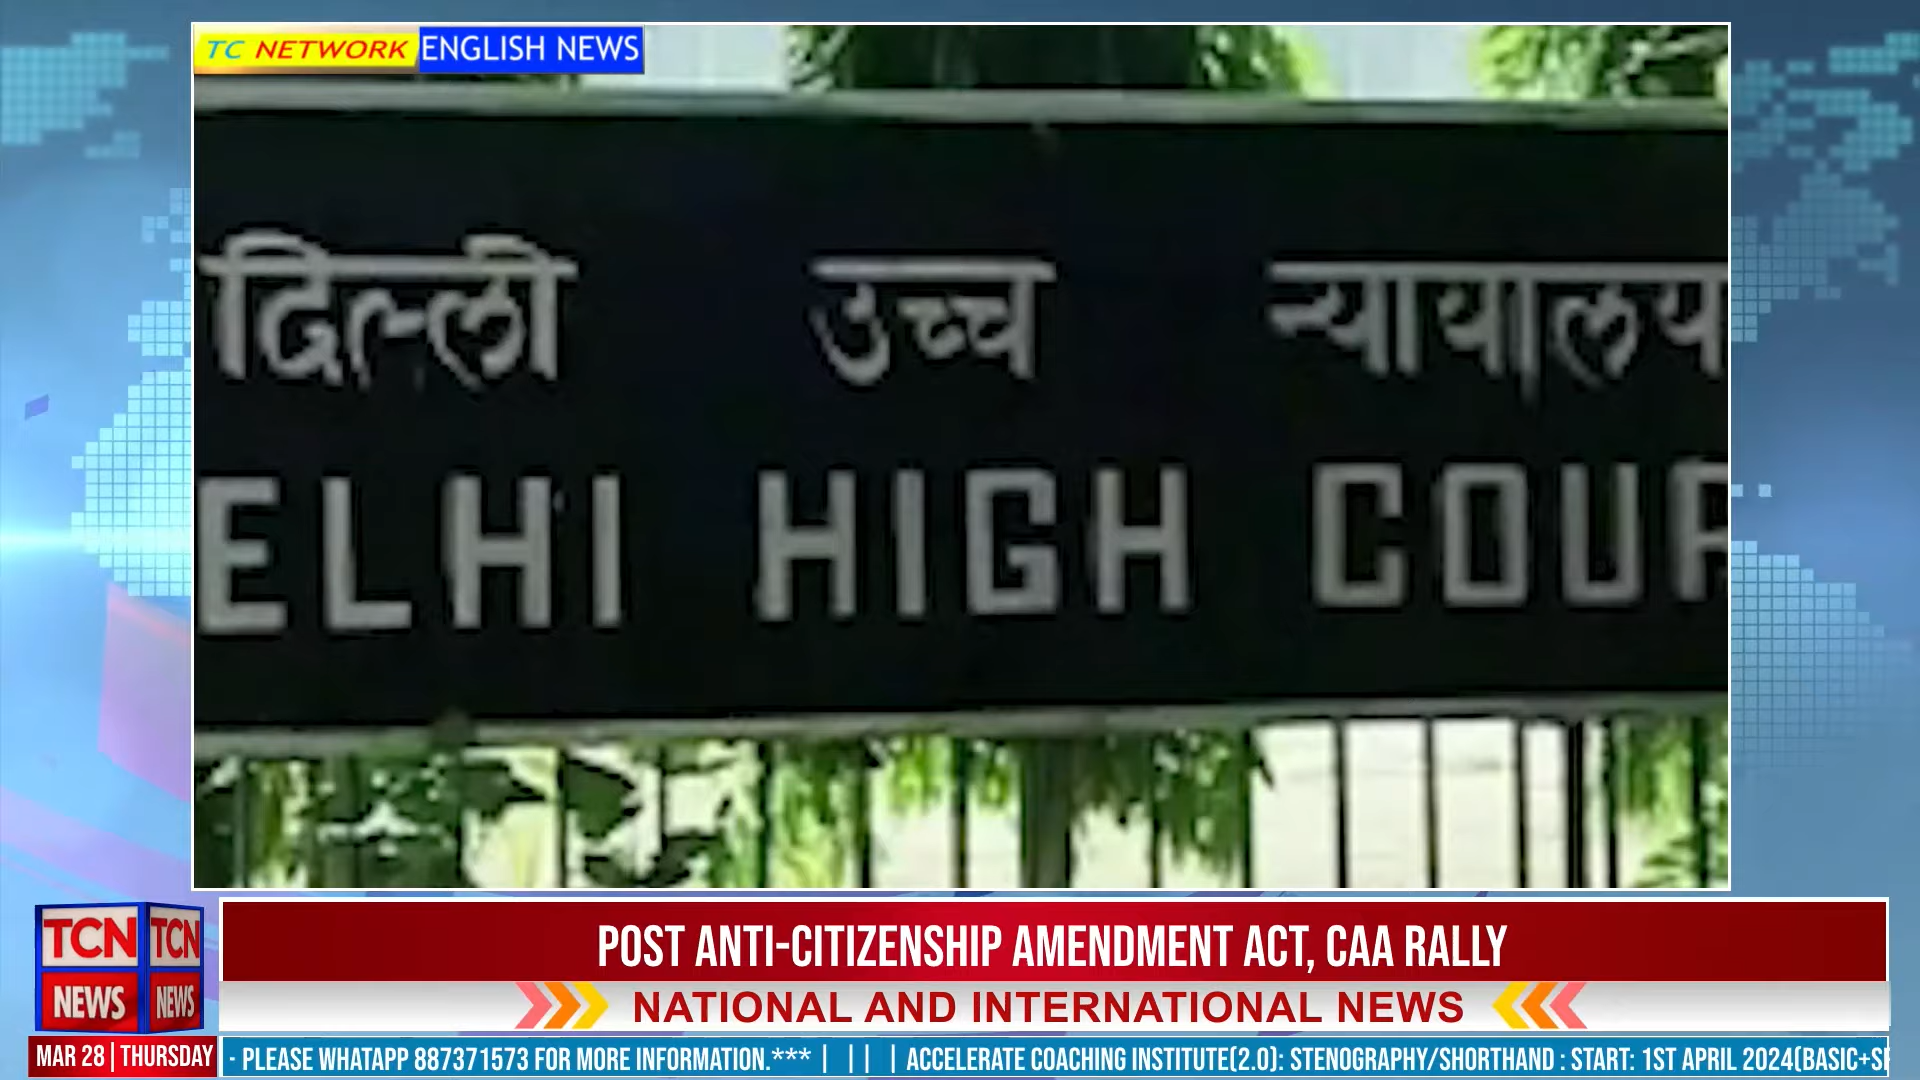 TC NETWORK ENGLISH NEWS
दिल्ली उच्च न्यायालय
ELHI HIGH COUR
TCN TCN
NEWS NEWS
POST ANTI-CITIZENSHIP AMENDMENT ACT, CAA RALLY
NATIONAL AND INTERNATIONAL NEWS
MAR 28 | THURSDAY
- PLEASE WHATAPP 887371573 FOR MORE INFORMATION.*** | | | | ACCELERATE COACHING INSTITUTE(2.0): STENOGRAPHY/SHORTHAND : START: 1ST APRIL 2024(BASIC+S